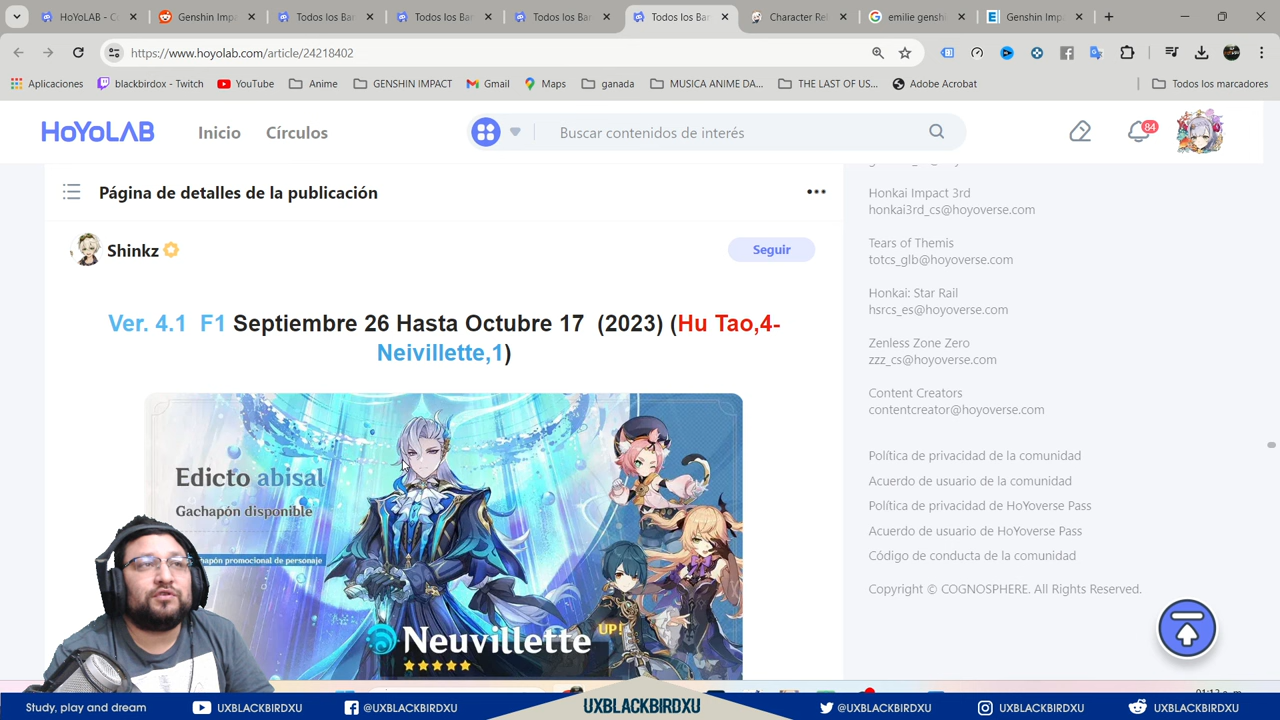 HoYoLAB - C
Genshin Imp
Todos los Bar
Todos los Bar
Todos los Bar
Todos los Bar
Character Re
emilie gensh
Genshin Imp
https://www.hoyolab.com/article/24218402
Aplicaciones
blackbirdox - Twitch
YouTube
Anime
GENSHIN IMPACT
Gmail
Maps
ganada
MUSICA ANIME DA...
THE LAST OF US...
Adobe Acrobat
Todos los marcadores
HoYoLAB
Inicio
Círculos
Buscar contenidos de interés
84
Página de detalles de la publicación
Shinkz
Seguir
Ver. 4.1 F1 Septiembre 26 Hasta Octubre 17 (2023) (Hu Tao,4-
Neivillette,1)
Edicto abisal
Gachapón disponible
chapón promocional de personaje
Neuvillette
UP!
Honkai Impact 3rd
honkai3rd_cs@hoyoverse.com
Tears of Themis
totcs_glb@hoyoverse.com
Honkai: Star Rail
hsrcs_es@hoyoverse.com
Zenless Zone Zero
zzz_cs@hoyoverse.com
Content Creators
contentcreator@hoyoverse.com
Política de privacidad de la comunidad
Acuerdo de usuario de la comunidad
Política de privacidad de HoYoverse Pass
Acuerdo de usuario de HoYoverse Pass
Código de conducta de la comunidad
Copyright © COGNOSPHERE. All Rights Reserved.
Study, play and dream
UXBLACKBIRDXU
@UXBLACKBIRDXU
UXBLACKBIRDXU
@UXBLACKBIRDXU
UXBLACKBIRDXU
UXBLACKBIRDXU